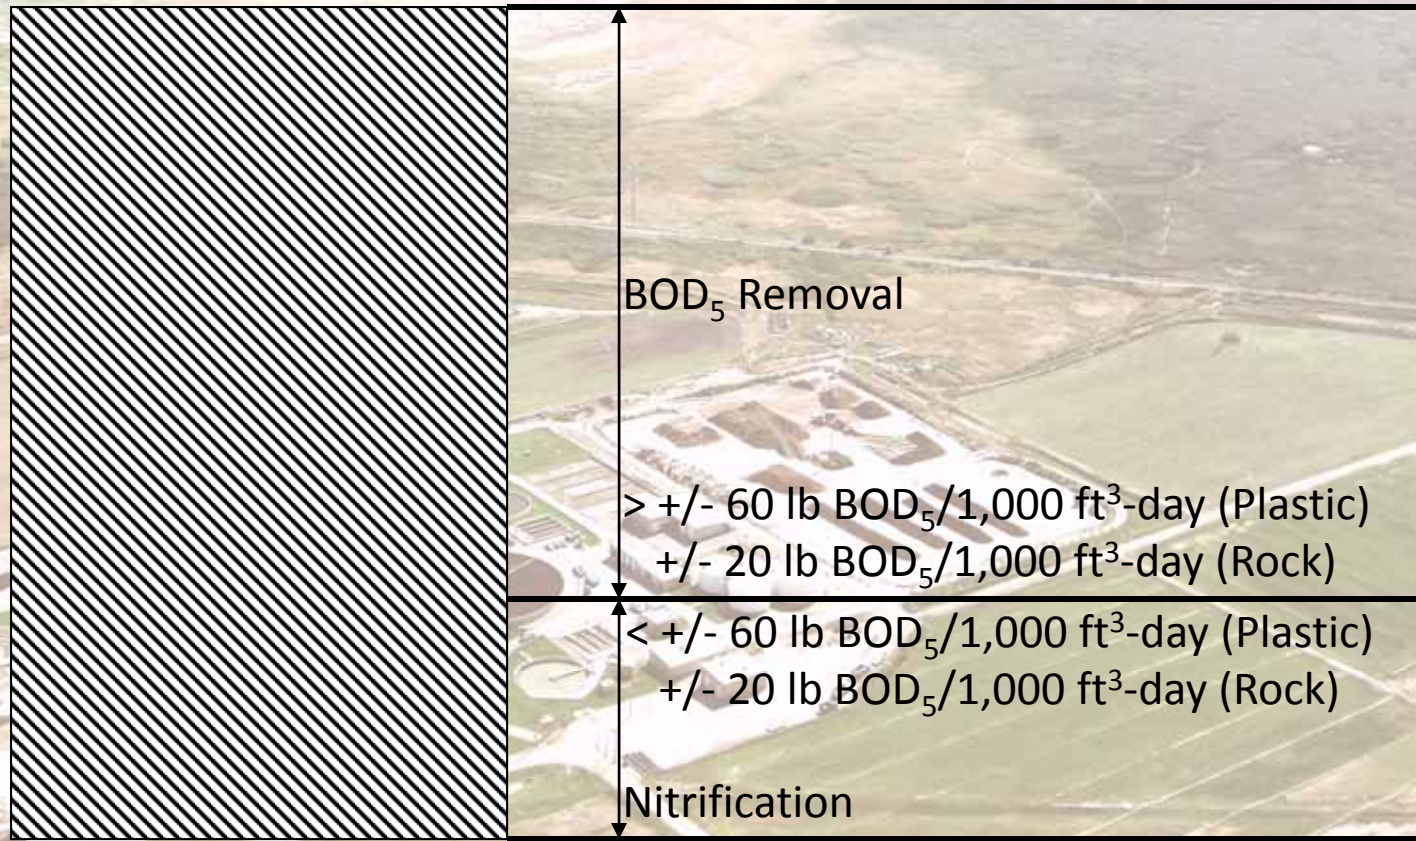 BOD₅ Removal
> +/- 60 lb BOD₅/1,000 ft³-day (Plastic)
+/- 20 lb BOD₅/1,000 ft³-day (Rock)
< +/- 60 lb BOD₅/1,000 ft³-day (Plastic)
+/- 20 lb BOD₅/1,000 ft³-day (Rock)
Nitrification